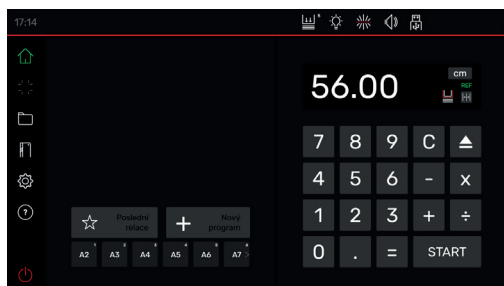 17:14
cm
REF
56.00
7 8 9 C
4 5 6 - x
1 2 3 + ÷
0 . = START
Poslední
relace
+ Nový
program
A2 A3 A4 A5 A6 A7 >
?